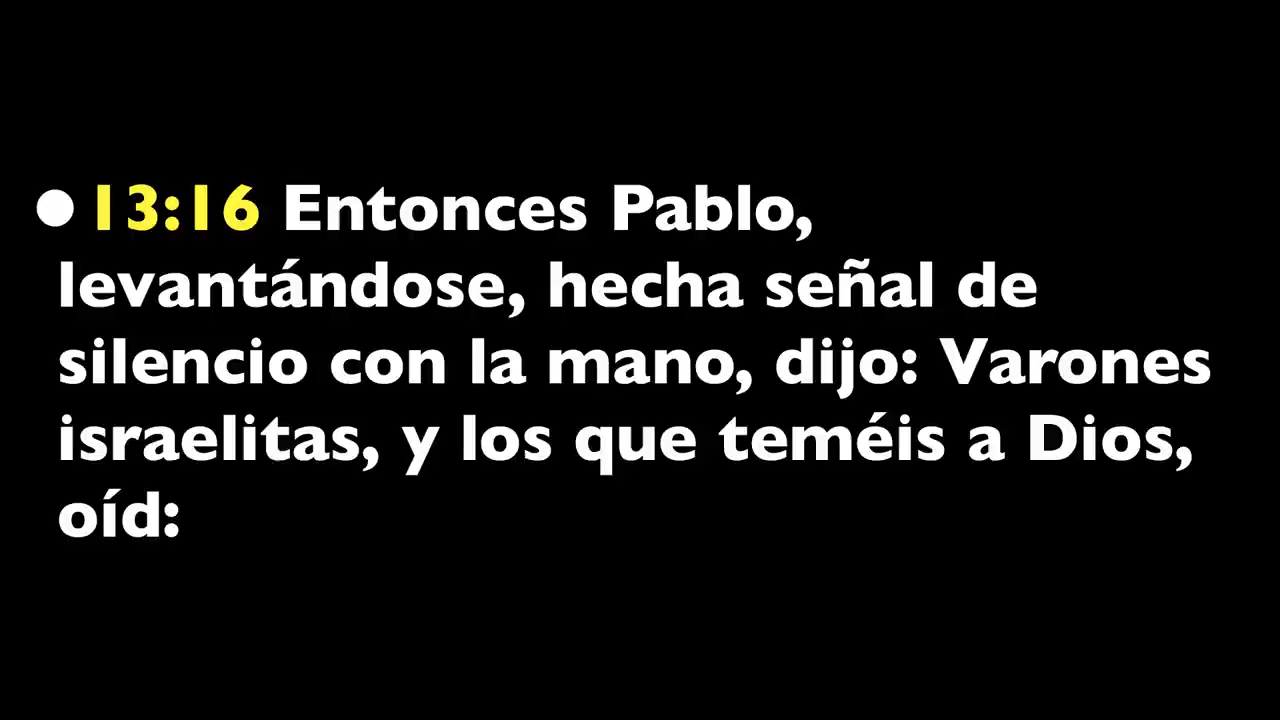 ●13:16 Entonces Pablo,
levantándose, hecha señal de
silencio con la mano, dijo: Varones
israelitas, y los que teméis a Dios,
oíd: